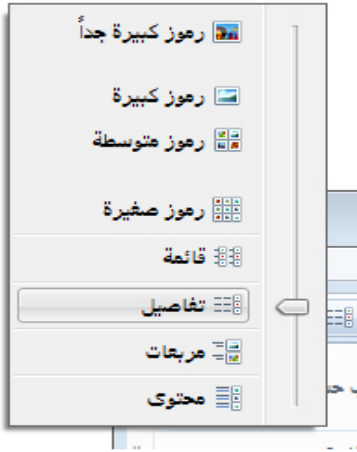 رموز كبيرة جداً
رموز كبيرة
رموز متوسطة
رموز صغيرة
قائمة
تفاصيل
مربعات
محتوى